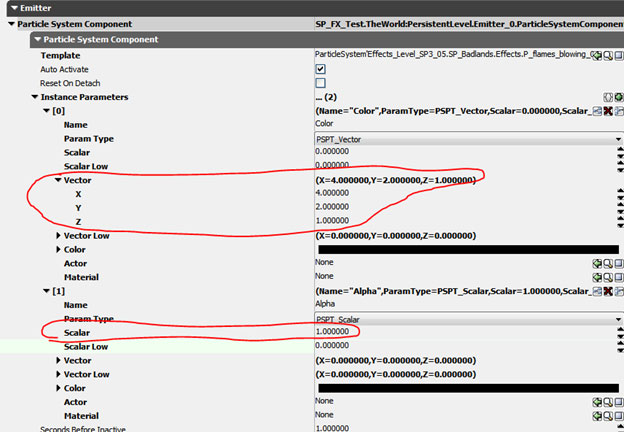 Emitter
Particle System Component SP_FX_Test.TheWorld:PersistentLevel.Emitter_0.ParticleSystemComponent
Particle System Component
Template ParticleSystem'Effects_Level_SP3_05.SP_Badlands.Effects.P_flames_blowing_
Auto Activate
Reset On Detach
Instance Parameters ... (2)
[0] (Name="Color",ParamType=PSPT_Vector,Scalar=0.000000,Scalar_
Name Color
Param Type PSPT_Vector
Scalar 0.000000
Scalar Low 0.000000
Vector (X=4.000000,Y=2.000000,Z=1.000000)
X 4.000000
Y 2.000000
Z 1.000000
Vector Low (X=0.000000,Y=0.000000,Z=0.000000)
Color
Actor None
Material None
[1] (Name="Alpha",ParamType=PSPT_Scalar,Scalar=1.000000,Scalar_
Name Alpha
Param Type PSPT_Scalar
Scalar 1.000000
Scalar Low 0.000000
Vector (X=0.000000,Y=0.000000,Z=0.000000)
Vector Low (X=0.000000,Y=0.000000,Z=0.000000)
Color
Actor None
Material None
Seconds Before Inactive 1.000000